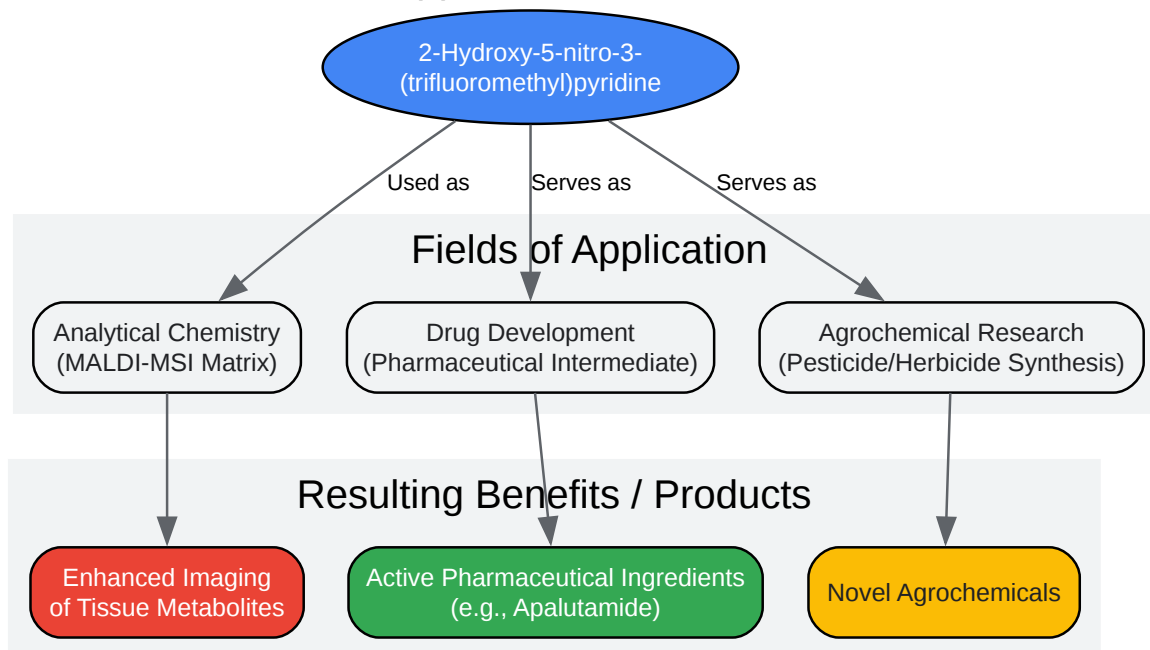 2-Hydroxy-5-nitro-3-
(trifluoromethyl)pyridine
Used as
Serves as
Serves as
Fields of Application
Analytical Chemistry
(MALDI-MSI Matrix)
Drug Development
(Pharmaceutical Intermediate)
Agrochemical Research
(Pesticide/Herbicide Synthesis)
Resulting Benefits / Products
Enhanced Imaging
of Tissue Metabolites
Active Pharmaceutical Ingredients
(e.g., Apalutamide)
Novel Agrochemicals